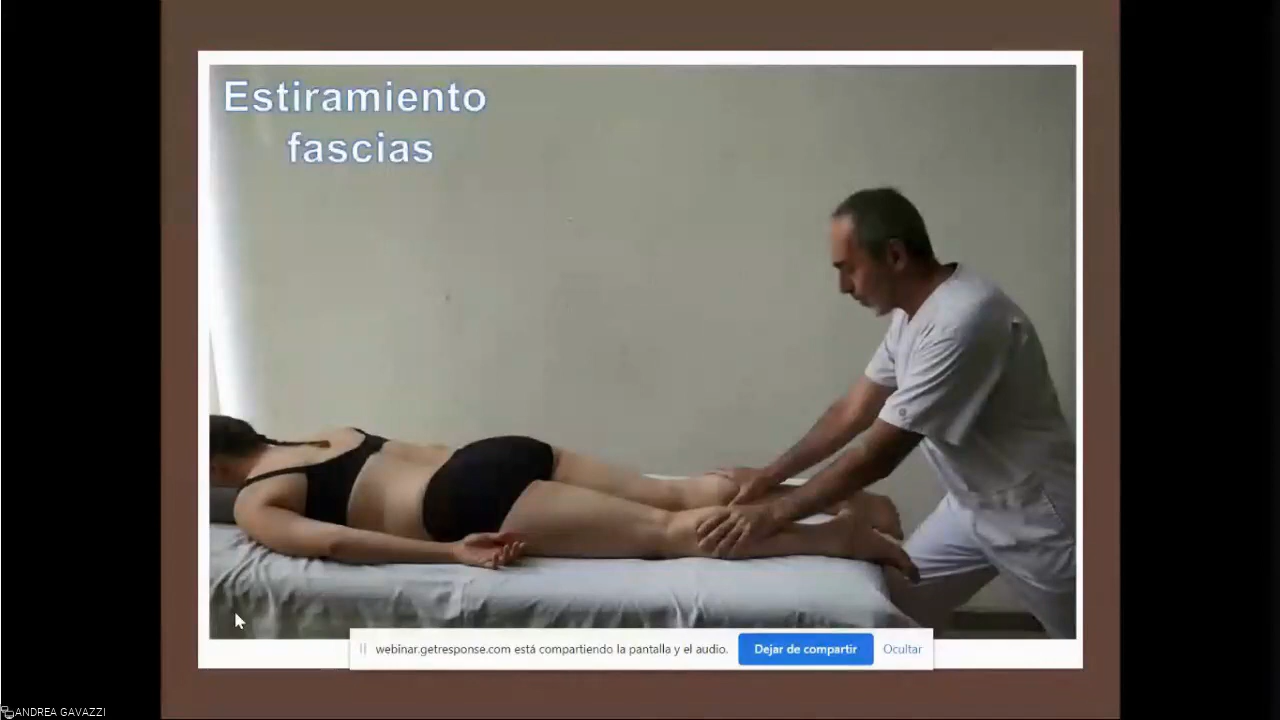 Estiramiento
fascias
webinar.getresponse.com está compartiendo la pantalla y el audio.
Dejar de compartir
Ocultar
ANDREA GAVAZZI